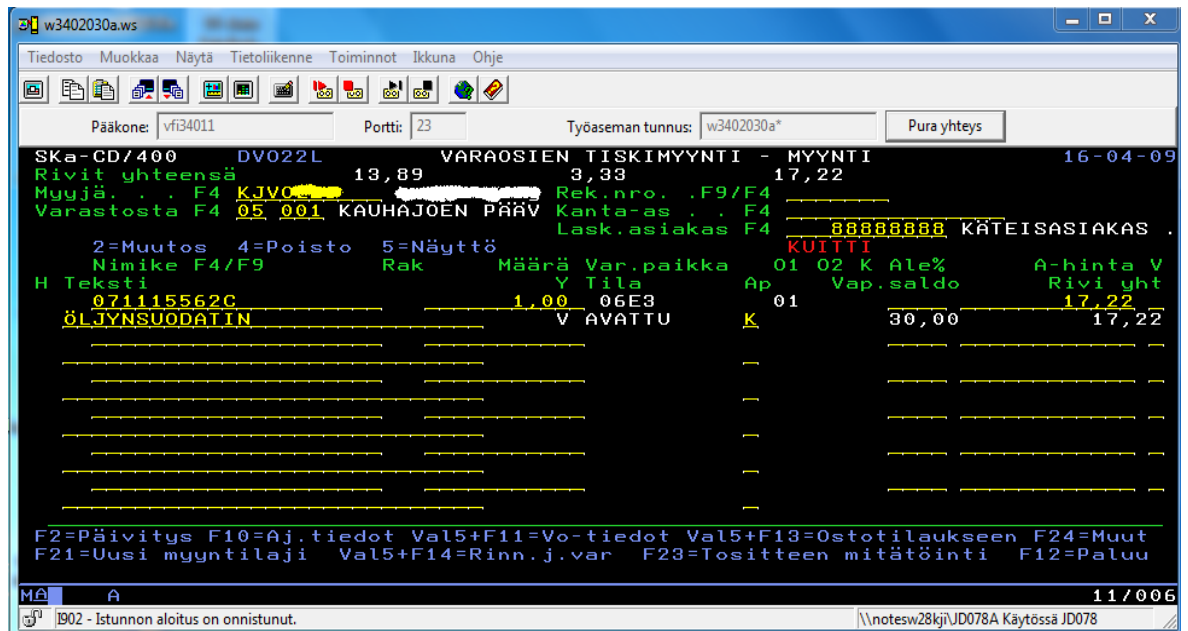 w3402030a.ws
Tiedosto Muokkaa Näytä Tietoliikenne Toiminnot Ikkuna Ohje
Pääkone: vfi34011 Portti: 23 Työaseman tunnus: w3402030a* Pura yhteys
SKa-CD/400 DVO22L VARAOSIEN TISKIMYYNTI - MYYNTI 16-04-09
Rivit yhteensä 13,89 3,33 17,22
Myyjä. . . F4 KJVO Rek.nro. .F9/F4
Varastosta F4 05 001 KAUHAJOEN PÄÄV Kanta-as . . F4
Lask.asiakas F4 88888888 KÄTEISASIAKAS .
2=Muutos 4=Poisto 5=Näyttö KUITTI
Nimike F4/F9 Rak Määrä Var.paikka O1 O2 K Ale% A-hinta V
H Teksti Y Tila Ap Vap.saldo Rivi yht
071115562C 1,00 06E3 01 17,22
ÖLJYNSUODATIN V AVATTU K 30,00 17,22
F2=Päivitys F10=Aj.tiedot Val5+F11=Vo-tiedot Val5+F13=Ostotilaukseen F24=Muut
F21=Uusi myyntilaji Val5+F14=Rinn.j.var F23=Tositteen mitätöinti F12=Paluu
MA A 11/006
I902 - Istunnon aloitus on onnistunut. \\notesw28kji\JD078A Käytössä JD078